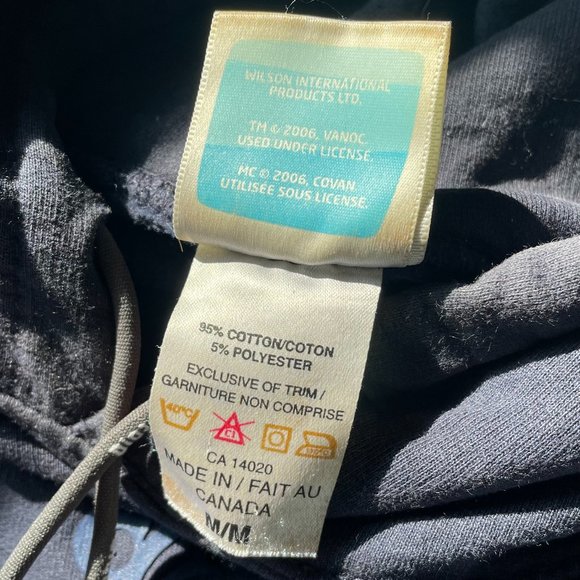 WILSON INTERNATIONAL
PRODUCTS LTD.
TM © 2006, VANOC.
USED UNDER LICENSE.
MC © 2006, COVAN
UTILISÉE SOUS LICENSE.
95% COTTON/COTON
5% POLYESTER
EXCLUSIVE OF TRIM /
GARNITURE NON COMPRISE
40°C
CL
CA 14020
MADE IN / FAIT AU
CANADA
M/M